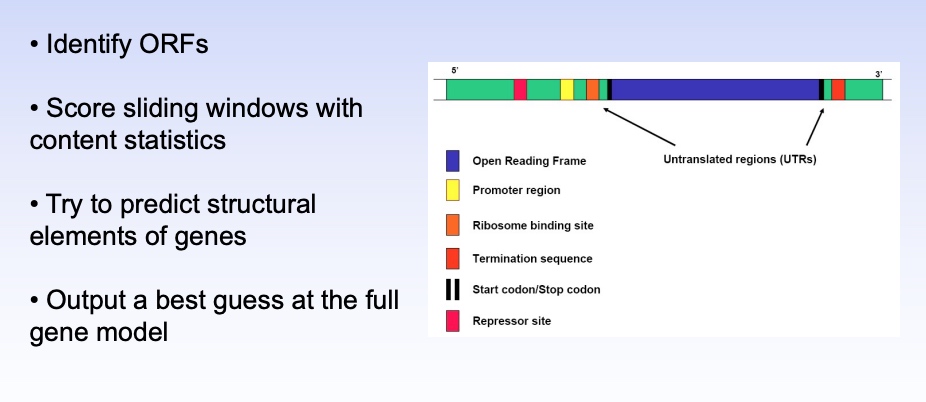 • Identify ORFs
• Score sliding windows with
content statistics
• Try to predict structural
elements of genes
• Output a best guess at the full
gene model
5'
3'
Untranslated regions (UTRs)
Open Reading Frame
Promoter region
Ribosome binding site
Termination sequence
Start codon/Stop codon
Repressor site